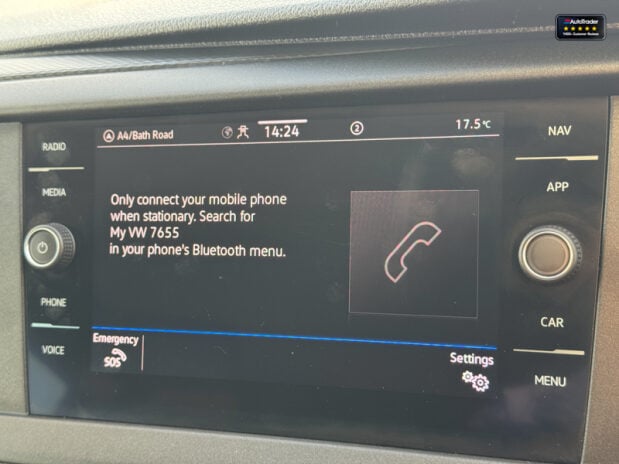 AutoTrader
RADIO
MEDIA
PHONE
VOICE
A4/Bath Road
14:24
2
17.5°C
Only connect your mobile phone
when stationary. Search for
My VW 7655
in your phone's Bluetooth menu.
Emergency
SOS
Settings
NAV
APP
CAR
MENU